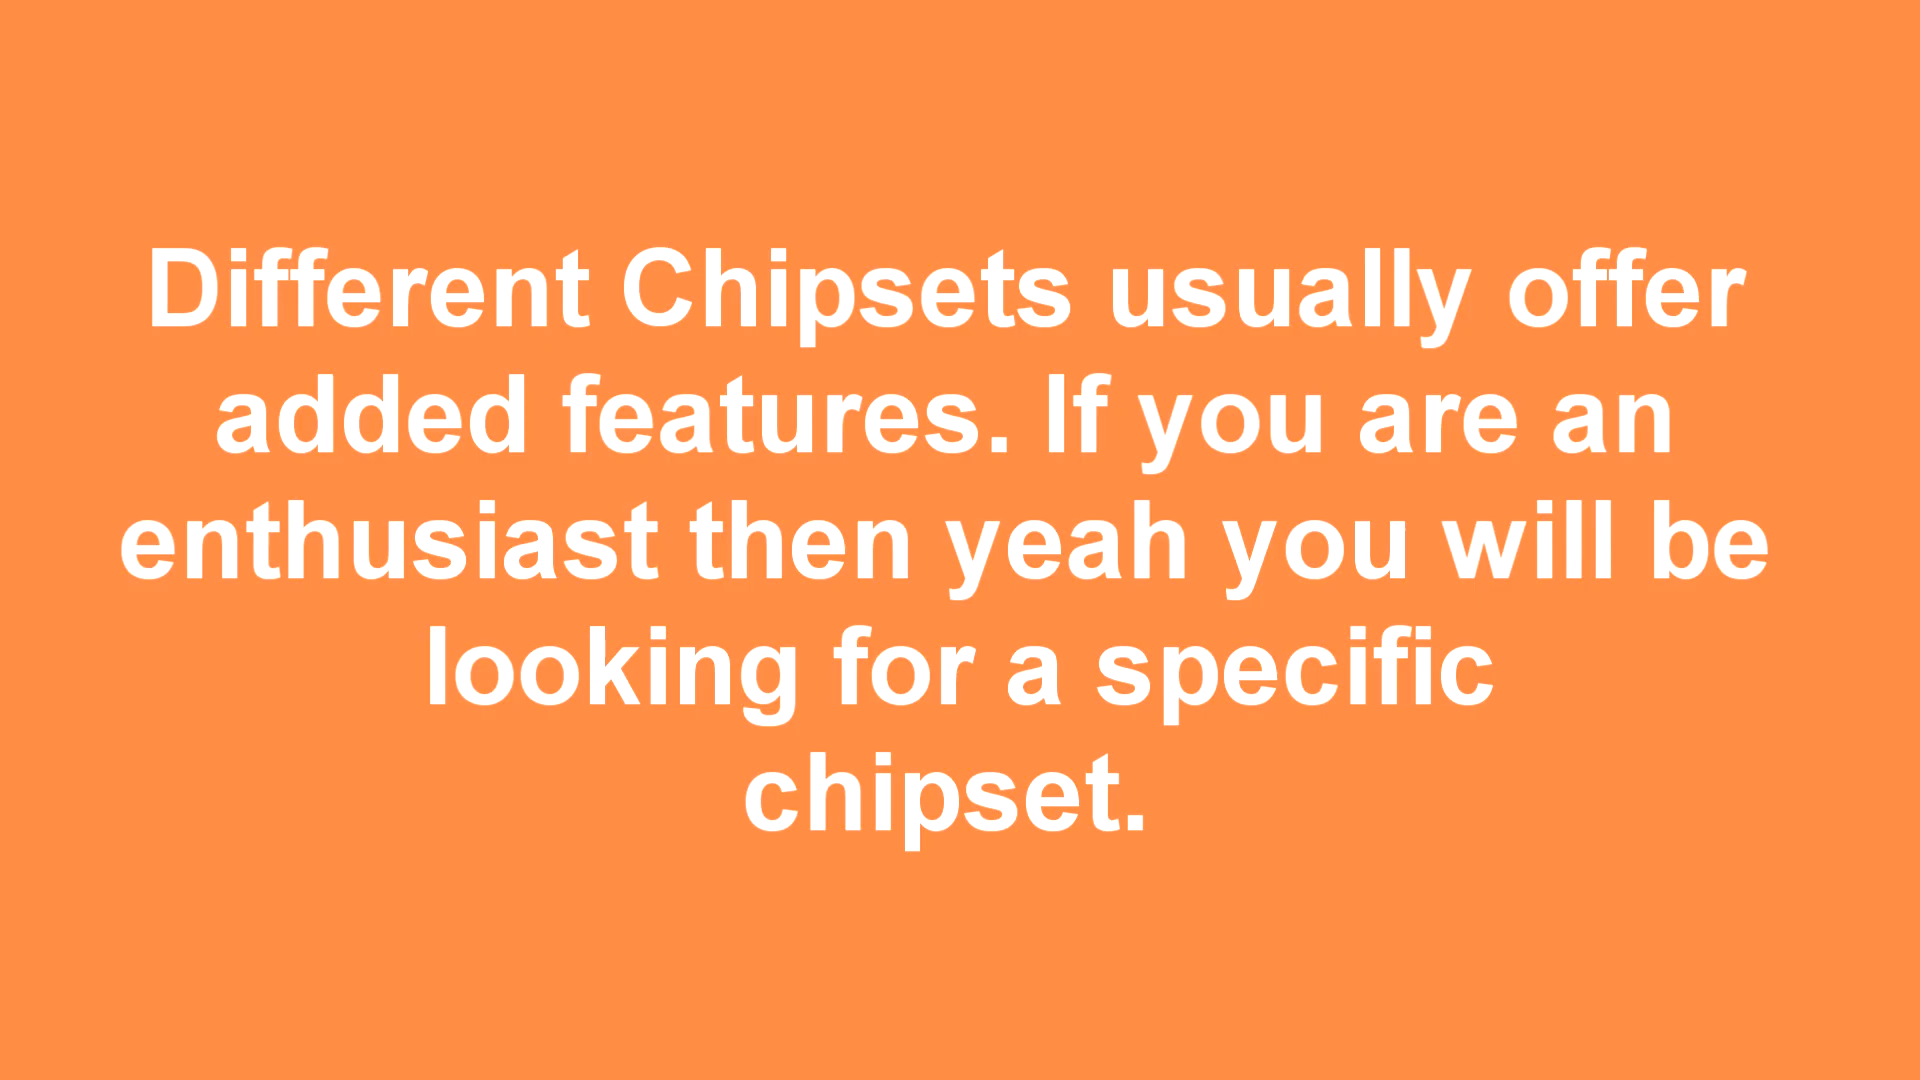 Different Chipsets usually offer
added features. If you are an
enthusiast then yeah you will be
looking for a specific
chipset.